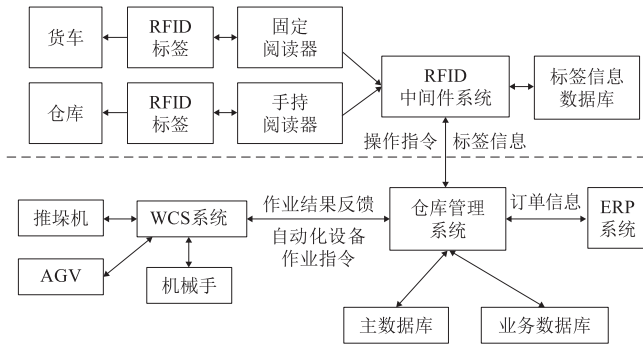 货车
RFID
标签
固定
阅读器
仓库
RFID
标签
手持
阅读器
RFID
中间件系统
标签信息
数据库
操作指令
标签信息
推垛机
WCS系统
作业结果反馈
自动化设备
作业指令
仓库管理
系统
订单信息
ERP
系统
AGV
机械手
主数据库
业务数据库